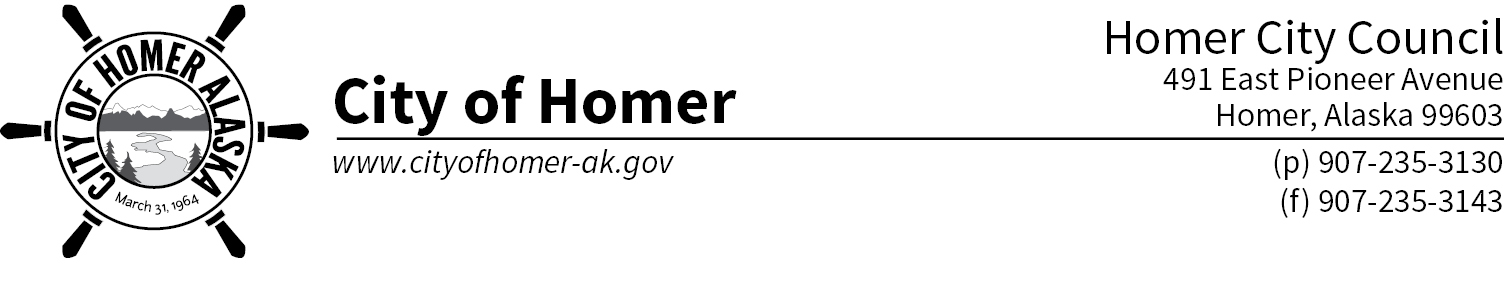 CITY OF HOMER ALASKA
March 31, 1964
City of Homer
www.cityofhomer-ak.gov
Homer City Council
491 East Pioneer Avenue
Homer, Alaska 99603
(p) 907-235-3130
(f) 907-235-3143